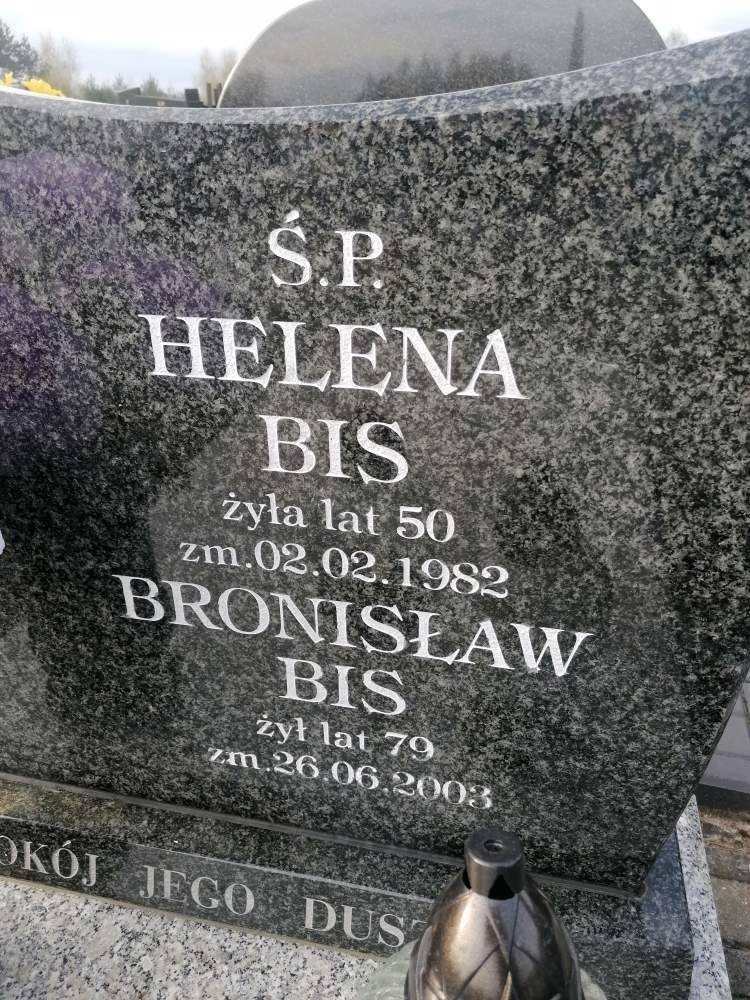 Ś.P.
HELENA
BIS
żyła lat 50
zm.02.02.1982
BRONISŁAW
BIS
żył lat 79
zm.26.06.2003
JEGO